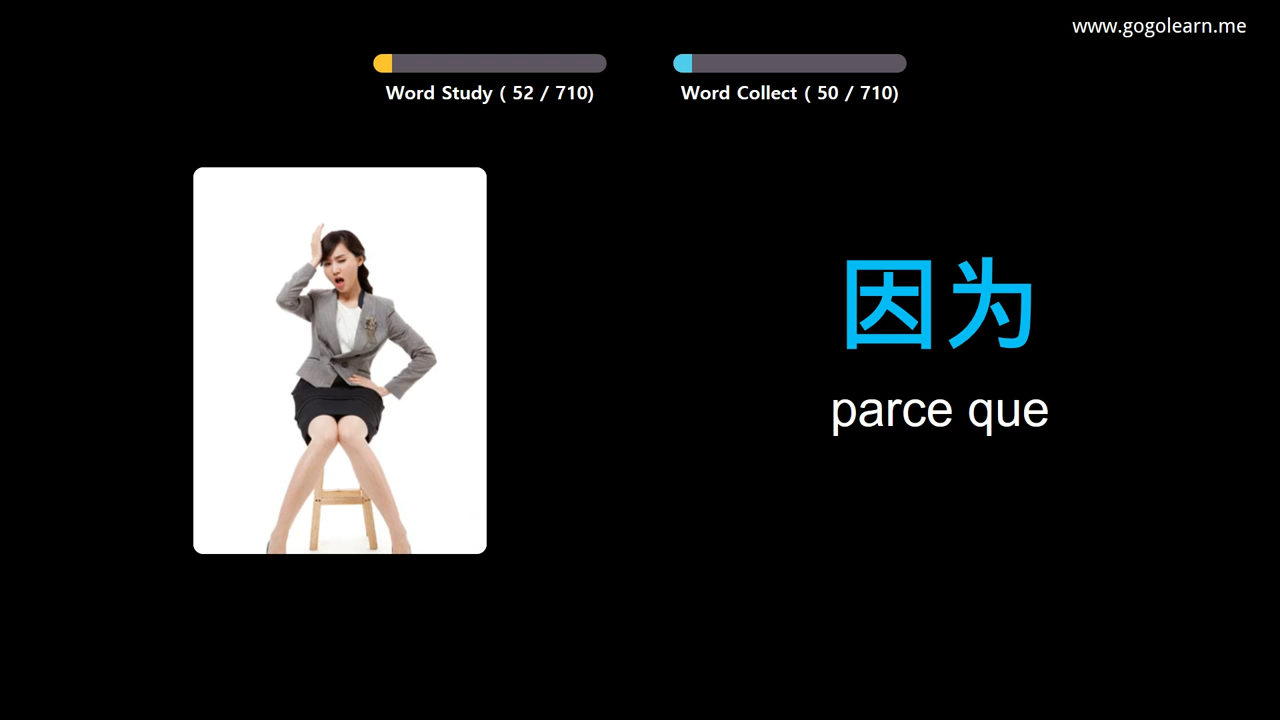 www.gogolearn.me
Word Study ( 52 / 710)
Word Collect ( 50 / 710)
因为
parce que